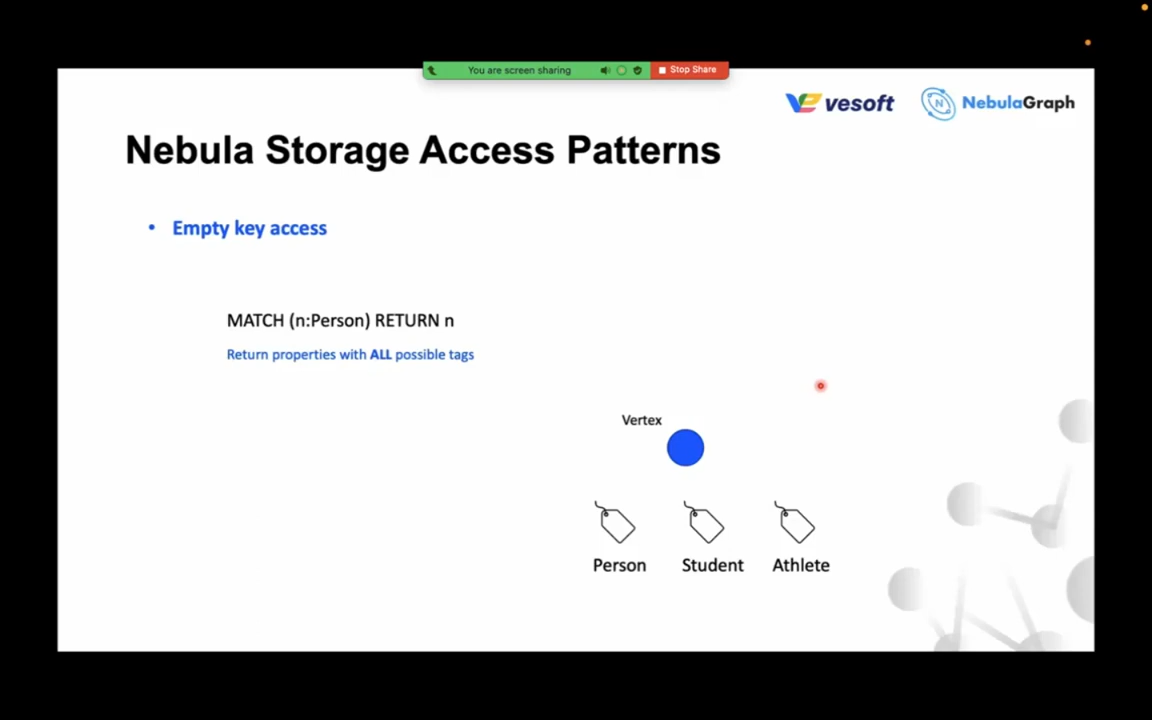 You are screen sharing
Stop Share
vesoft
N NebulaGraph
Nebula Storage Access Patterns
• Empty key access
MATCH (n:Person) RETURN n
Return properties with ALL possible tags
Vertex
Person Student Athlete